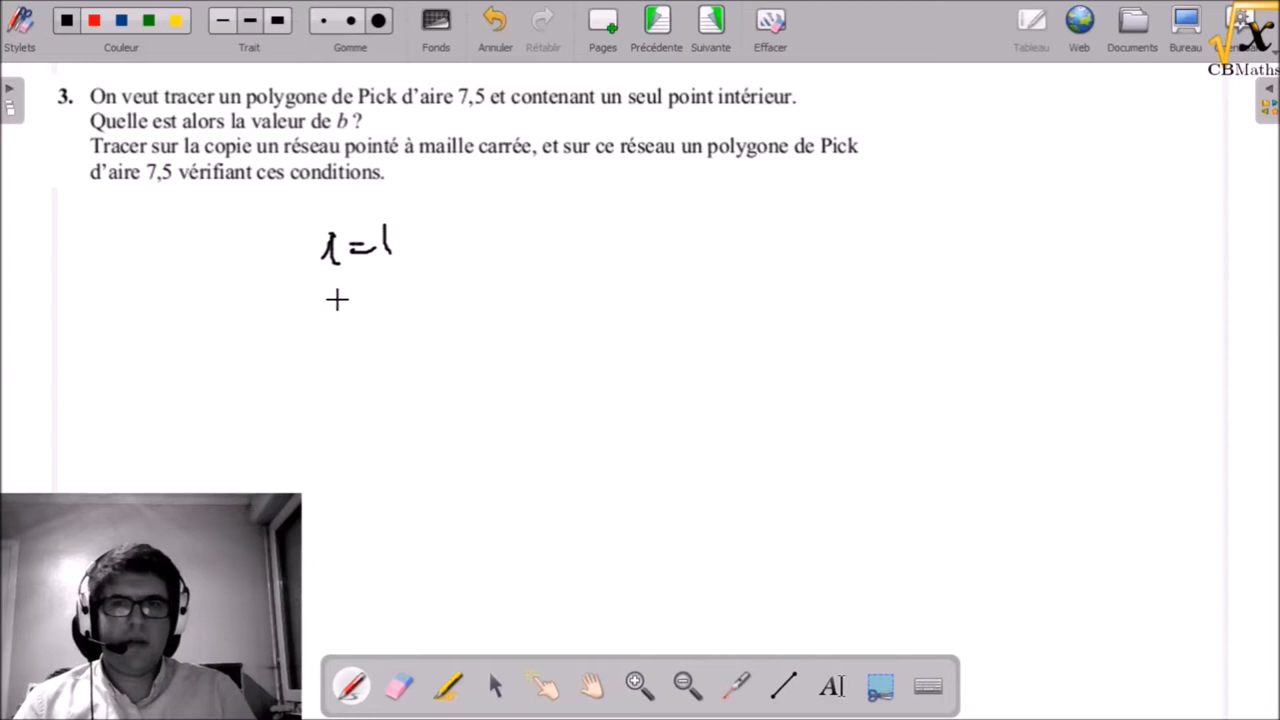 Stylets
Couleur
Trait
Gomme
Fonds
Annuler
Rétablir
Pages
Précédente
Suivante
Effacer
Tableau
Web
Documents
Bureau
CBMaths
3. On veut tracer un polygone de Pick d’aire 7,5 et contenant un seul point intérieur.
Quelle est alors la valeur de b ?
Tracer sur la copie un réseau pointé à maille carrée, et sur ce réseau un polygone de Pick
d’aire 7,5 vérifiant ces conditions.
i = 1